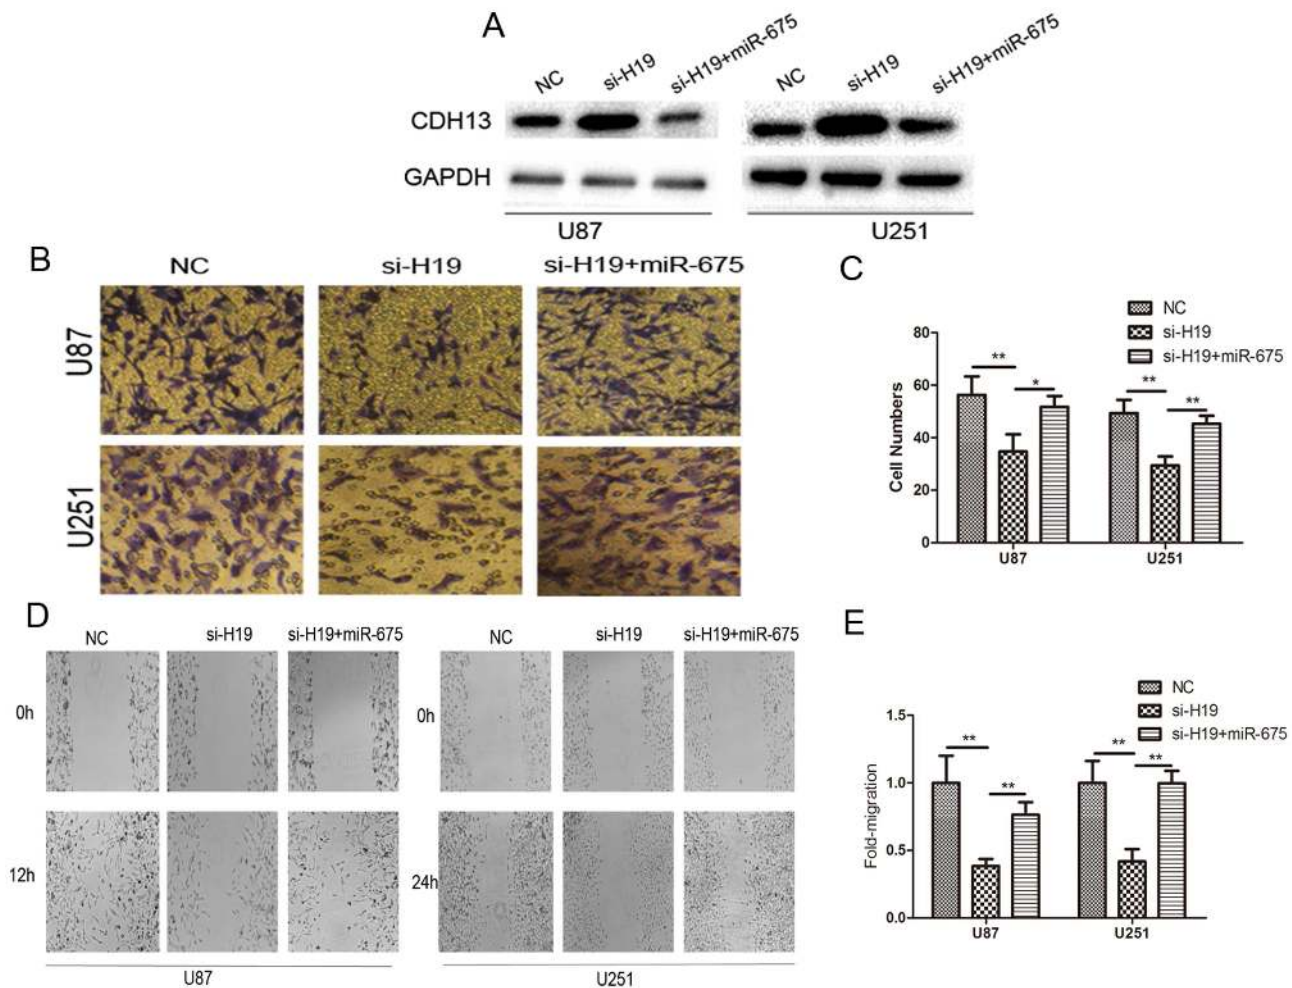 A
NC si-H19 si-H19+miR-675 NC si-H19 si-H19+miR-675
CDH13
GAPDH
U87 U251
B
NC si-H19 si-H19+miR-675
U87
U251
C
NC
si-H19
si-H19+miR-675
80
60
40
20
0
Cell Numbers
** * ** **
U87 U251
D
NC si-H19 si-H19+miR-675 NC si-H19 si-H19+miR-675
0h 0h
12h 24h
U87 U251
E
NC
si-H19
si-H19+miR-675
1.5
1.0
0.5
0.0
Fold-migration
** ** ** **
U87 U251